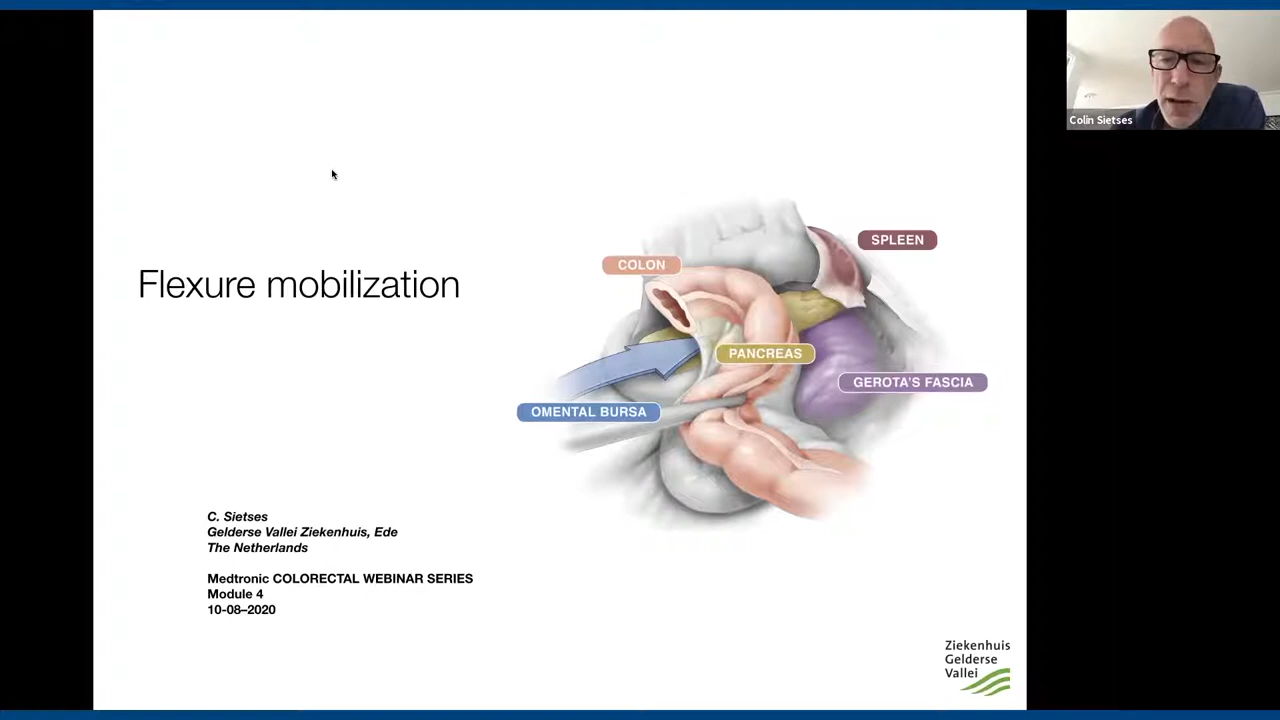 Colin Sietses
SPLEEN
COLON
Flexure mobilization
PANCREAS
GEROTA'S FASCIA
OMENTAL BURSA
C. Sietses
Gelderse Vallei Ziekenhuis, Ede
The Netherlands
Medtronic COLORECTAL WEBINAR SERIES
Module 4
10-08–2020
Ziekenhuis
Gelderse
Vallei